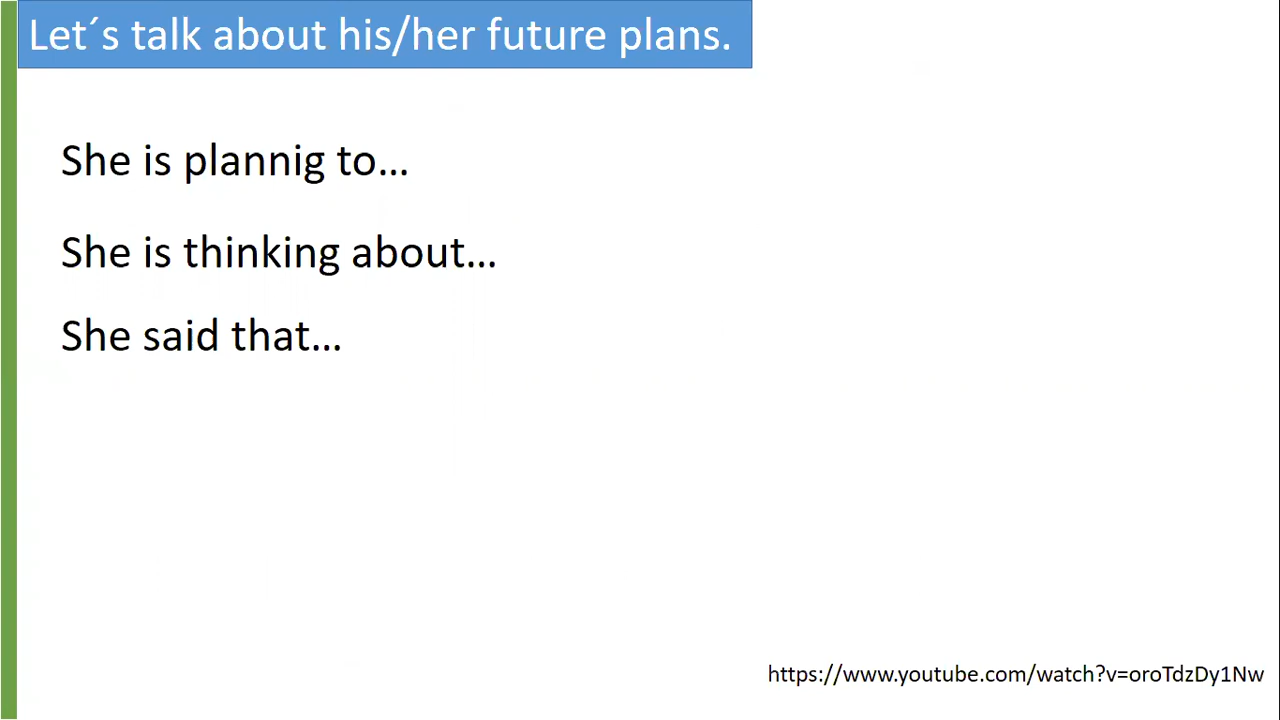 Let´s talk about his/her future plans.
She is plannig to...
She is thinking about...
She said that...
https://www.youtube.com/watch?v=oroTdzDy1Nw